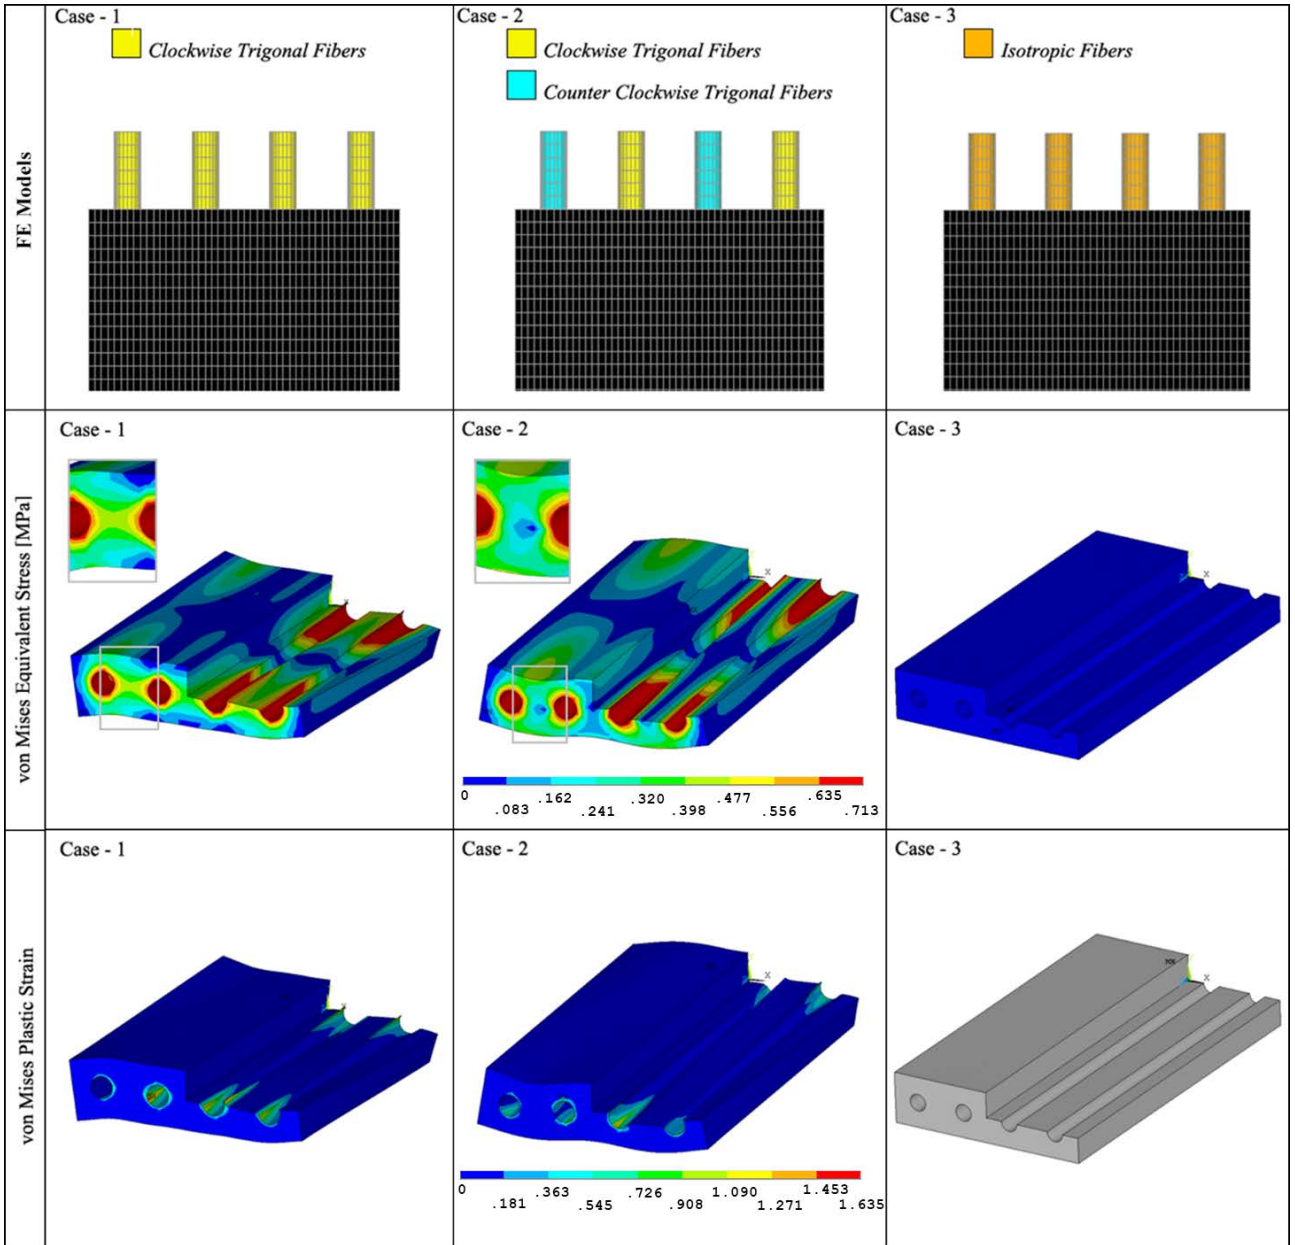 Case - 1
Clockwise Trigonal Fibers
Case - 2
Clockwise Trigonal Fibers
Counter Clockwise Trigonal Fibers
Case - 3
Isotropic Fibers
FE Models
Case - 1
Case - 2
X
0 .083 .162 .241 .320 .398 .477 .556 .635 .713
Case - 3
X
von Mises Equivalent Stress [MPa]
Case - 1
Case - 2
X
0 .181 .363 .545 .726 .908 1.090 1.271 1.453 1.635
Case - 3
X
von Mises Plastic Strain